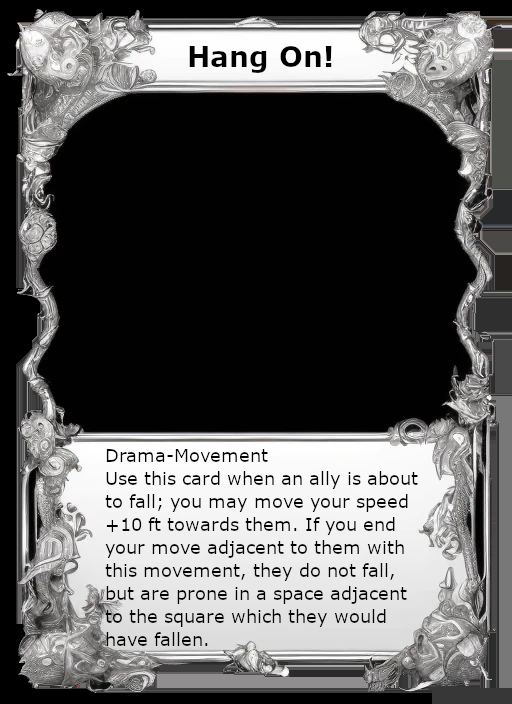 Hang On!
Drama-Movement
Use this card when an ally is about
to fall; you may move your speed
+10 ft towards them. If you end
your move adjacent to them with
this movement, they do not fall,
but are prone in a space adjacent
to the square which they would
have fallen.